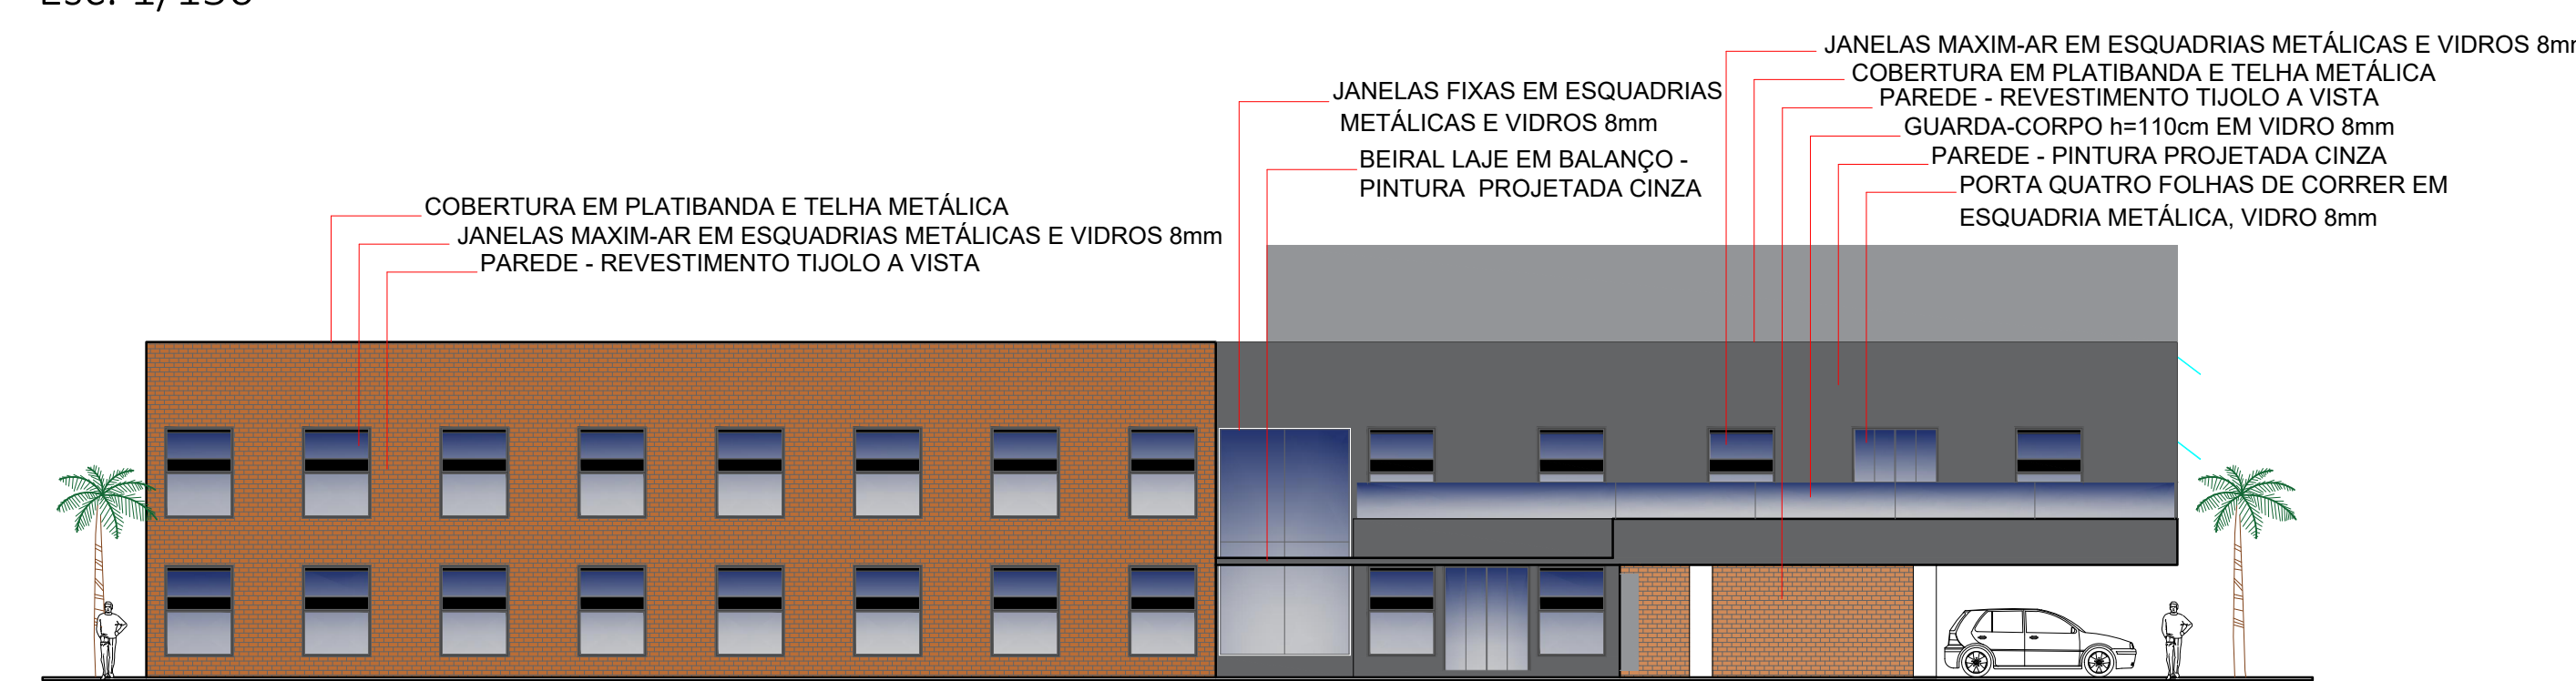 JANELAS MAXIM-AR EM ESQUADRIAS METÁLICAS E VIDROS
COBERTURA EM PLATIBANDA E TELHA METÁLICA
PAREDE - REVESTIMENTO TIJOLO A VISTA
GUARDA-CORPO h=110cm EM VIDRO 8mm
PAREDE - PINTURA PROJETADA CINZA
PORTA QUATRO FOLHAS DE CORRER EM
ESQUADRIA METÁLICA, VIDRO 8mm
JANELAS FIXAS EM ESQUADRIAS
METÁLICAS E VIDROS 8mm
BEIRAL LAJE EM BALANÇO -
PINTURA PROJETADA CINZA
COBERTURA EM PLATIBANDA E TELHA METÁLICA
JANELAS MAXIM-AR EM ESQUADRIAS METÁLICAS E VIDROS 8mm
PAREDE - REVESTIMENTO TIJOLO A VISTA